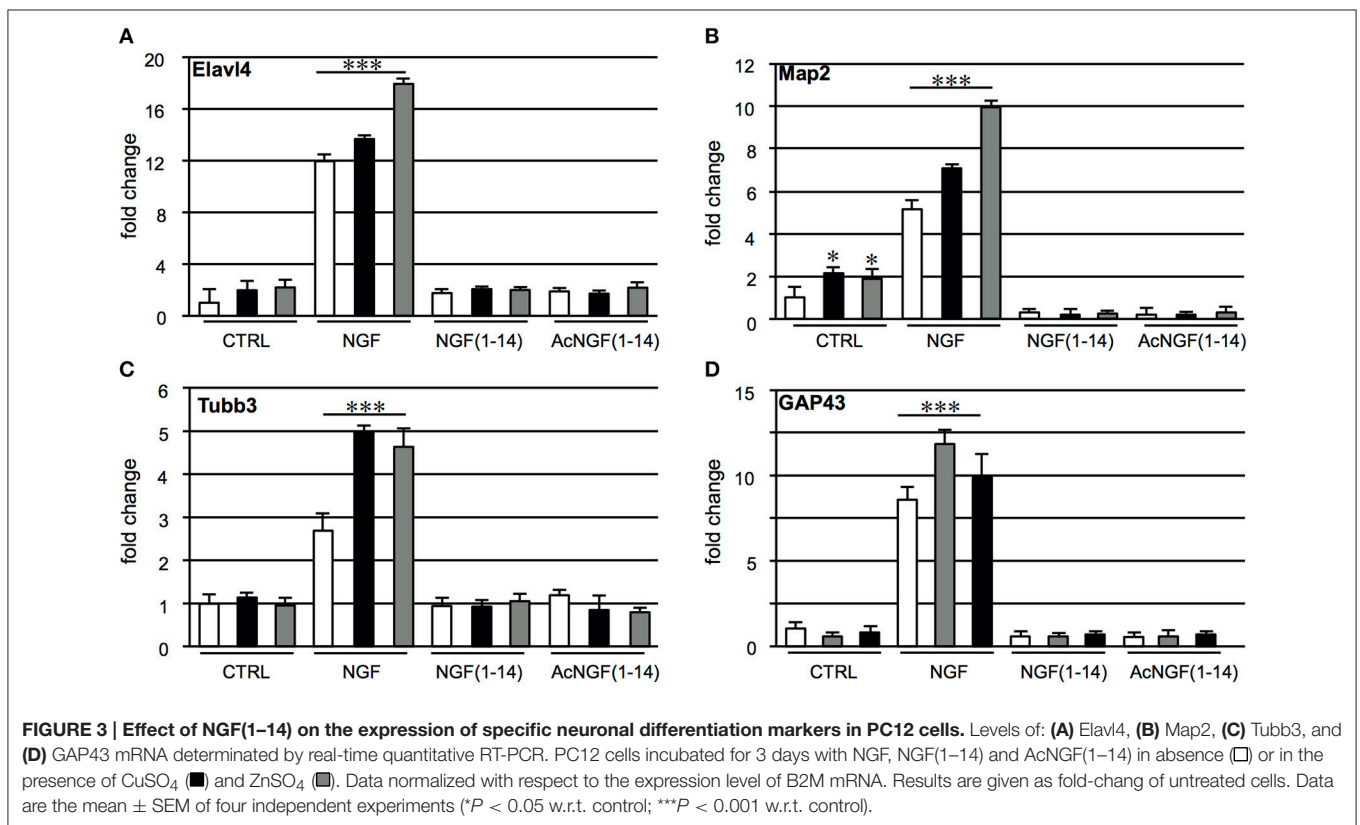 A
Elavl4
***
fold change
20
16
12
8
4
0
CTRL
NGF
NGF(1-14)
AcNGF(1-14)
B
Map2
***
* *
fold change
12
10
8
6
4
2
0
CTRL
NGF
NGF(1-14)
AcNGF(1-14)
C
Tubb3
***
fold change
6
5
4
3
2
1
0
CTRL
NGF
NGF(1-14)
AcNGF(1-14)
D
GAP43
***
fold change
15
10
5
0
CTRL
NGF
NGF(1-14)
AcNGF(1-14)
FIGURE 3 | Effect of NGF(1–14) on the expression of specific neuronal differentiation markers in PC12 cells. Levels of: (A) Elavl4, (B) Map2, (C) Tubb3, and
(D) GAP43 mRNA determinated by real-time quantitative RT-PCR. PC12 cells incubated for 3 days with NGF, NGF(1–14) and AcNGF(1–14) in absence (□) or in the
presence of CuSO₄ (■) and ZnSO₄ (■). Data normalized with respect to the expression level of B2M mRNA. Results are given as fold-chang of untreated cells. Data
are the mean ± SEM of four independent experiments (*P < 0.05 w.r.t. control; ***P < 0.001 w.r.t. control).